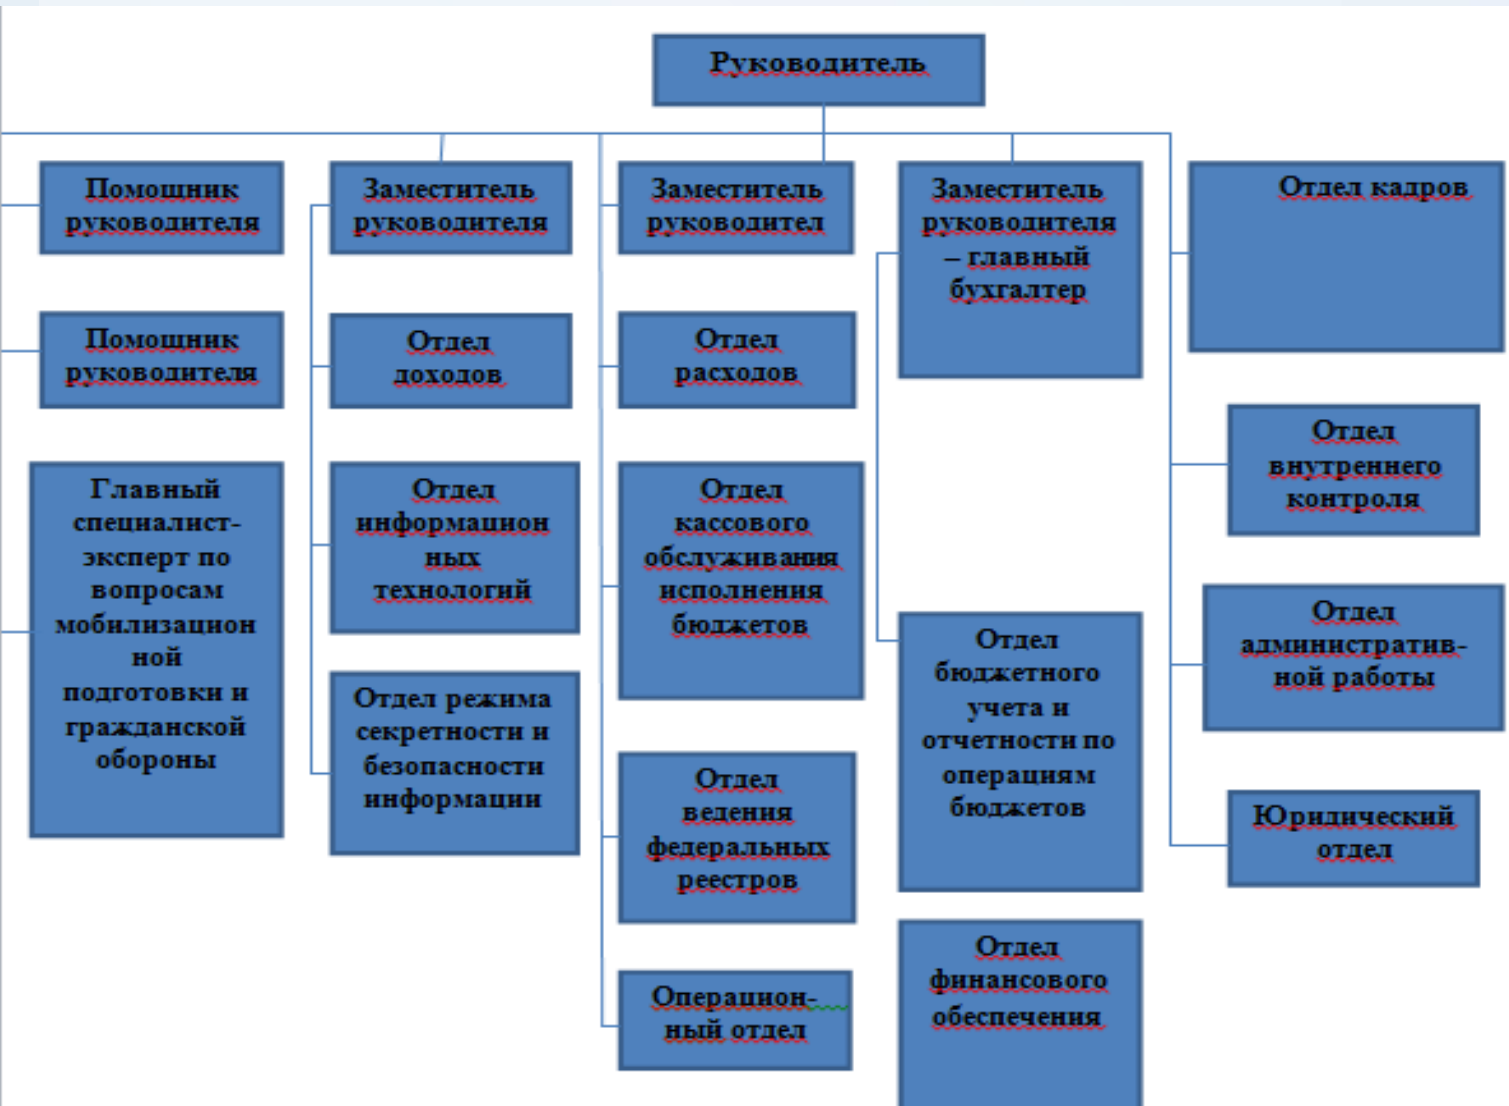 Руководитель
Помощник
руководителя
Помощник
руководителя
Главный
специалист-
эксперт по
вопросам
мобилизацион
ной
подготовки и
гражданской
обороны
Заместитель
руководителя
Отдел
доходов
Отдел
информацион
ных
технологий
Отдел режима
секретности и
безопасности
информации
Заместитель
руководител
Отдел
расходов
Отдел
кассового
обслуживания
исполнения
бюджетов
Отдел
ведения
федеральных
реестров
Операцион-
ный отдел
Заместитель
руководителя
– главный
бухгалтер
Отдел
бюджетного
учета и
отчетности по
операциям
бюджетов
Отдел
финансового
обеспечения
Отдел кадров
Отдел
внутреннего
контроля
Отдел
административ-
ной работы
Юридический
отдел